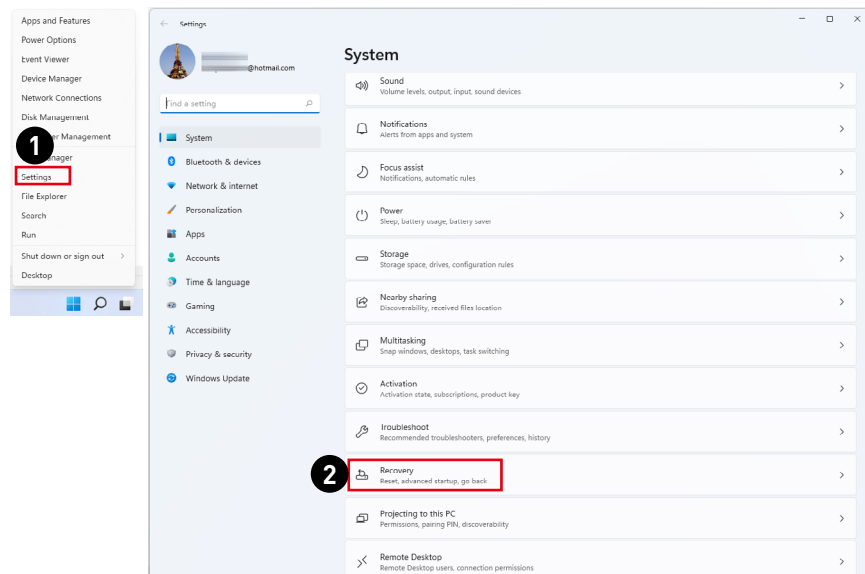 Apps and Features
Power Options
Event Viewer
Device Manager
Network Connections
Disk Management
Management
1
Settings
File Explorer
Search
Run
Shut down or sign out
Desktop
Settings
@hotmail.com
Find a setting
System
Bluetooth & devices
Network & internet
Personalization
Apps
Accounts
Time & language
Gaming
Accessibility
Privacy & security
Windows Update
System
Sound
Volume levels, output, input, sound devices
Notifications
Alerts from apps and system
Focus assist
Notifications, automatic rules
Power
Sleep, battery usage, battery saver
Storage
Storage space, drives, configuration rules
Nearby sharing
Discoverability, received files location
Multitasking
Snap windows, desktops, task switching
Activation
Activation state, subscriptions, product key
Troubleshoot
Recommended troubleshooters, preferences, history
2
Recovery
Reset, advanced startup, go back
Projecting to this PC
Permissions, pairing PIN, discoverability
Remote Desktop
Remote Desktop users, connection permissions